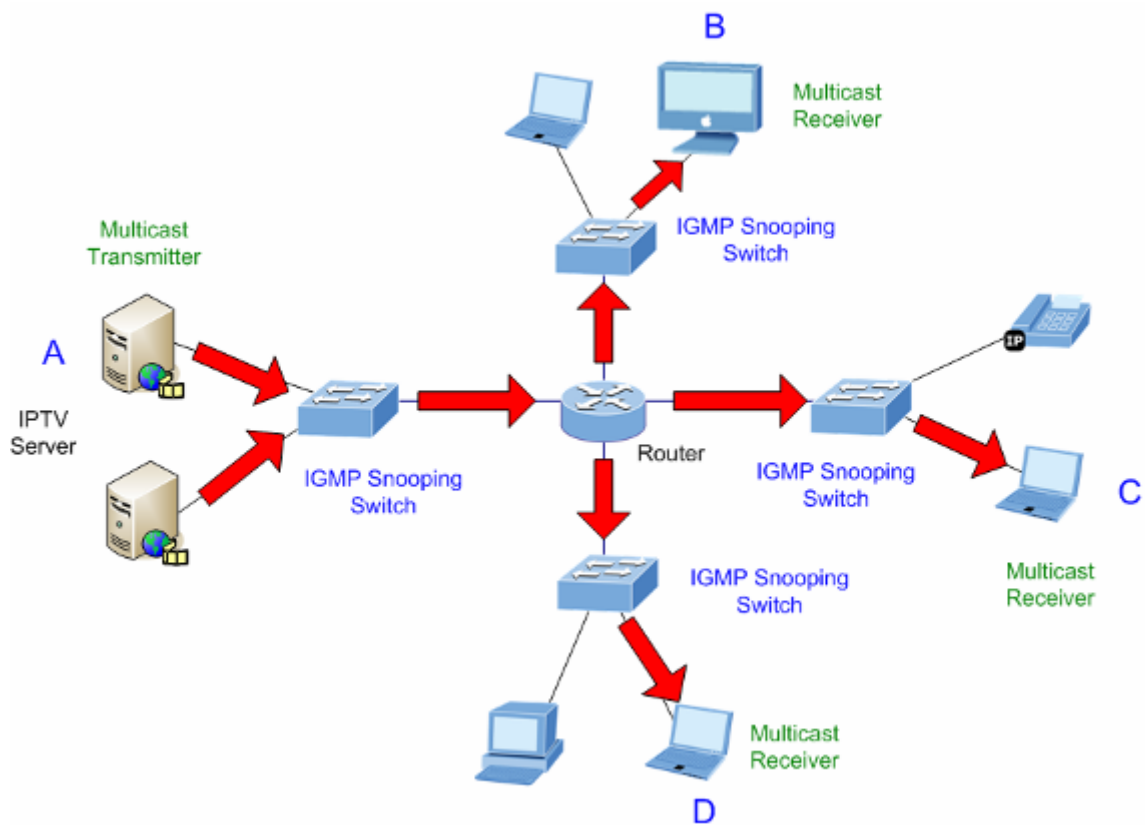 B
Multicast
Receiver
IGMP Snooping
Switch
Multicast
Transmitter
A
IPTV
Server
IGMP Snooping
Switch
Router
IP
IGMP Snooping
Switch
C
Multicast
Receiver
IGMP Snooping
Switch
Multicast
Receiver
D